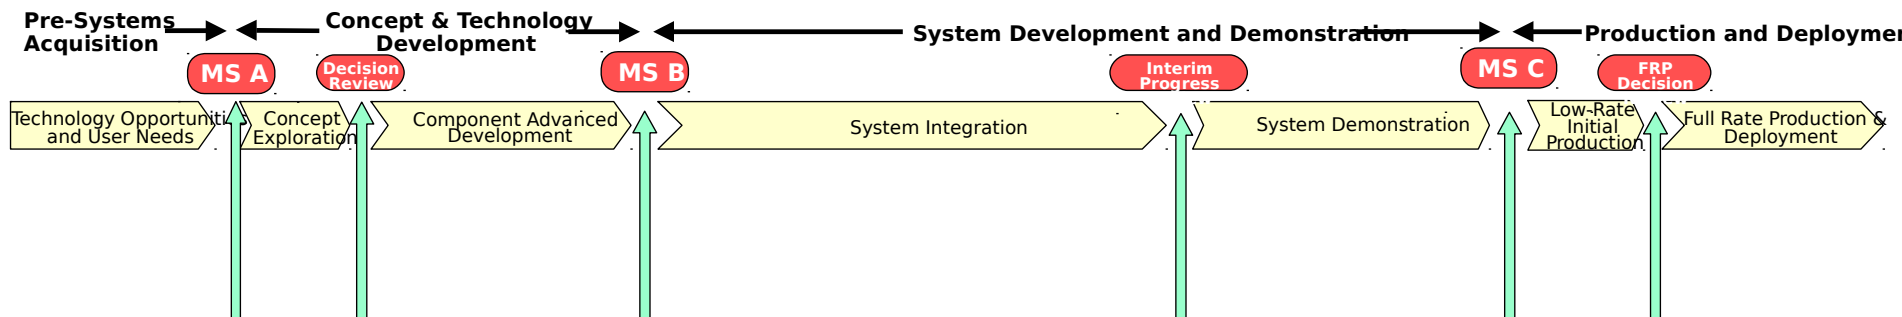 Pre-Systems
Acquisition
Concept & Technology
Development
System Development and Demonstration
Production and
MS A
Decision
Review
MS B
Interim
Progress
MS C
FRP
Decision
Technology
and User Needs
Concept
Exploration
Component Advanced
Development
System Integration
System Demonstration
Low-Rate
Initial
Production
Full Rate Production &
Deployment